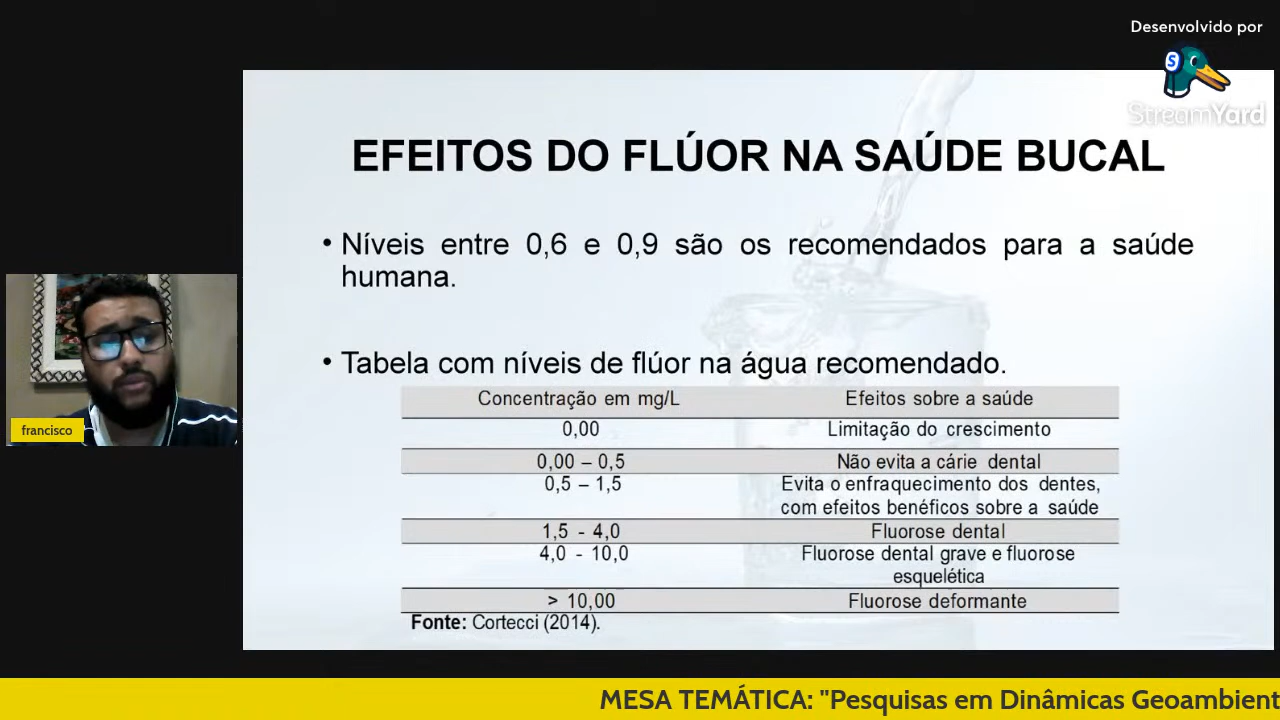 Desenvolvido por
StreamYard
EFEITOS DO FLÚOR NA SAÚDE BUCAL
• Níveis entre 0,6 e 0,9 são os recomendados para a saúde
humana.
• Tabela com níveis de flúor na água recomendado.
Concentração em mg/L Efeitos sobre a saúde
0,00 Limitação do crescimento
0,00 – 0,5 Não evita a cárie dental
0,5 – 1,5 Evita o enfraquecimento dos dentes,
com efeitos benéficos sobre a saúde
1,5 - 4,0 Fluorose dental
4,0 - 10,0 Fluorose dental grave e fluorose
esquelética
> 10,00 Fluorose deformante
Fonte: Cortecci (2014).
francisco
MESA TEMÁTICA: "Pesquisas em Dinâmicas Geoambient